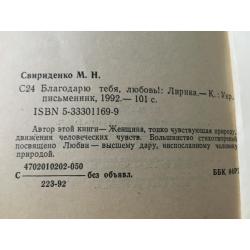 Свириденко М. Н.
С24 Благодарю тебя, любовь!: Лирика.— К.: Укр.
письменник, 1992.— 101 с.
ISBN 5-33301169-9
Автор этой книги— Женщина, тонко чувствующая природу,
движения человеческих чувств. Большинство стихотворений
посвящено Любви— высшему дару, ниспосланному человеку
природой.
С 4702010202-050 —без объявл.
223-92
ББК